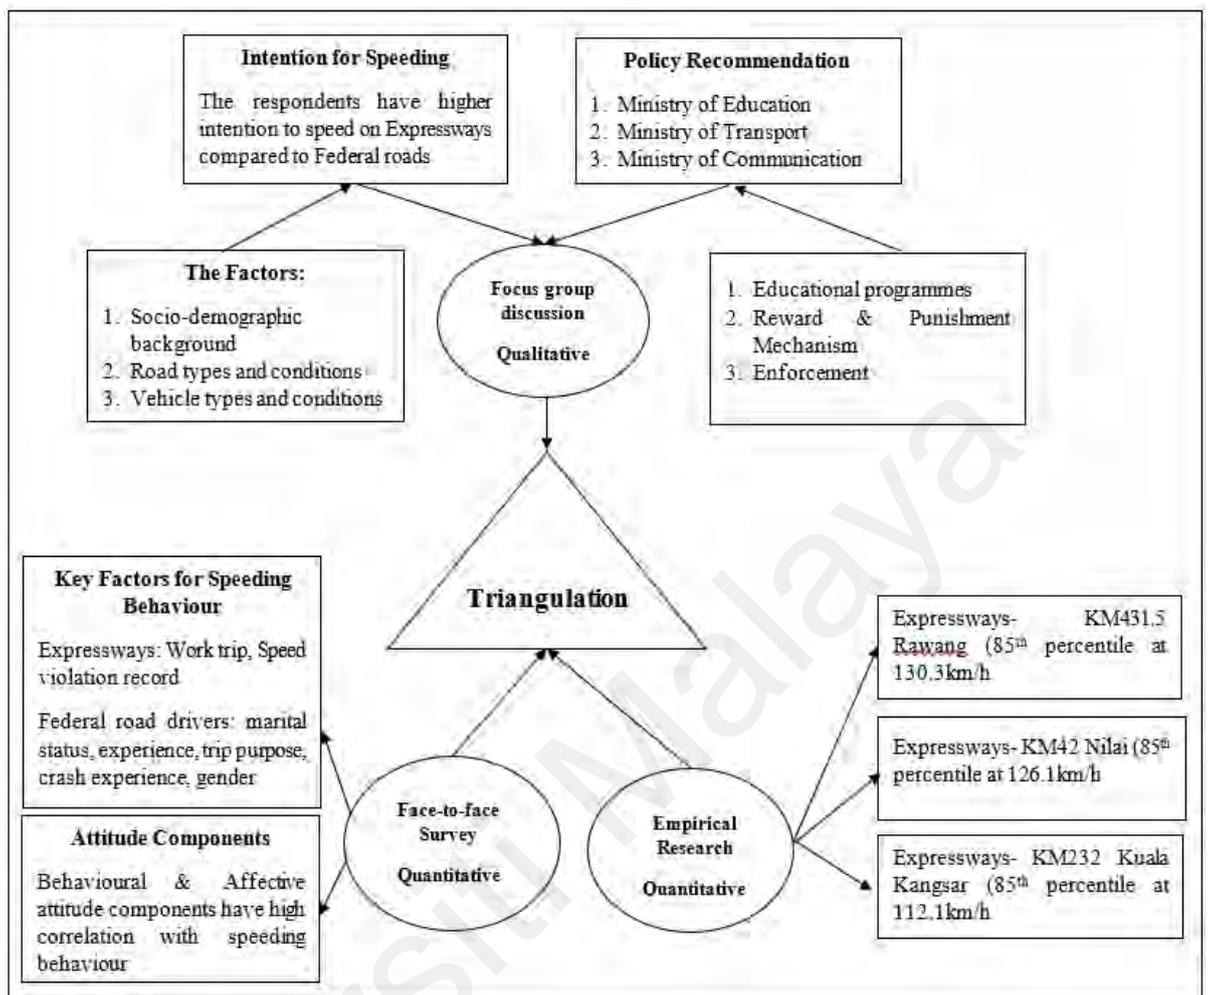 Intention for Speeding
The respondents have higher
intention to speed on Expressways
compared to Federal roads
Policy Recommendation
1. Ministry of Education
2. Ministry of Transport
3. Ministry of Communication
The Factors:
1. Socio-demographic
background
2. Road types and conditions
3. Vehicle types and conditions
Focus group
discussion
Qualitative
1. Educational programmes
2. Reward & Punishment
Mechanism
3. Enforcement
Triangulation
Key Factors for Speeding
Behaviour
Expressways: Work trip, Speed
violation record
Federal road drivers: marital
status, experience, trip purpose,
crash experience, gender
Attitude Components
Behavioural & Affective
attitude components have high
correlation with speeding
behaviour
Face-to-face
Survey
Quantitative
Empirical
Research
Quantitative
Expressways- KM431.5
Rawang (85th percentile at
130.3km/h
Expressways- KM42 Nilai (85th
percentile at 126.1km/h
Expressways- KM232 Kuala
Kangsar (85th percentile at
112.1km/h
rsiti Malaya